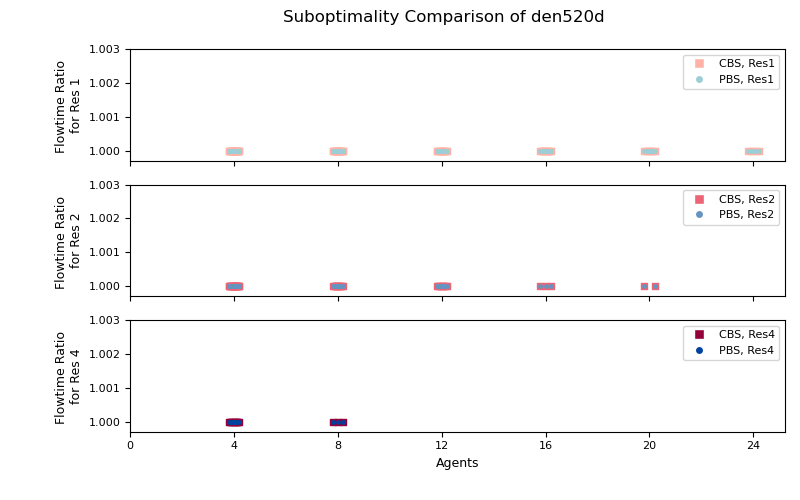 Suboptimality Comparison of den520d
Flowtime Ratio
for Res 1
1.003
1.002
1.001
1.000
CBS, Res1
PBS, Res1
Flowtime Ratio
for Res 2
1.003
1.002
1.001
1.000
CBS, Res2
PBS, Res2
Flowtime Ratio
for Res 4
1.003
1.002
1.001
1.000
CBS, Res4
PBS, Res4
0 4 8 12 16 20 24
Agents